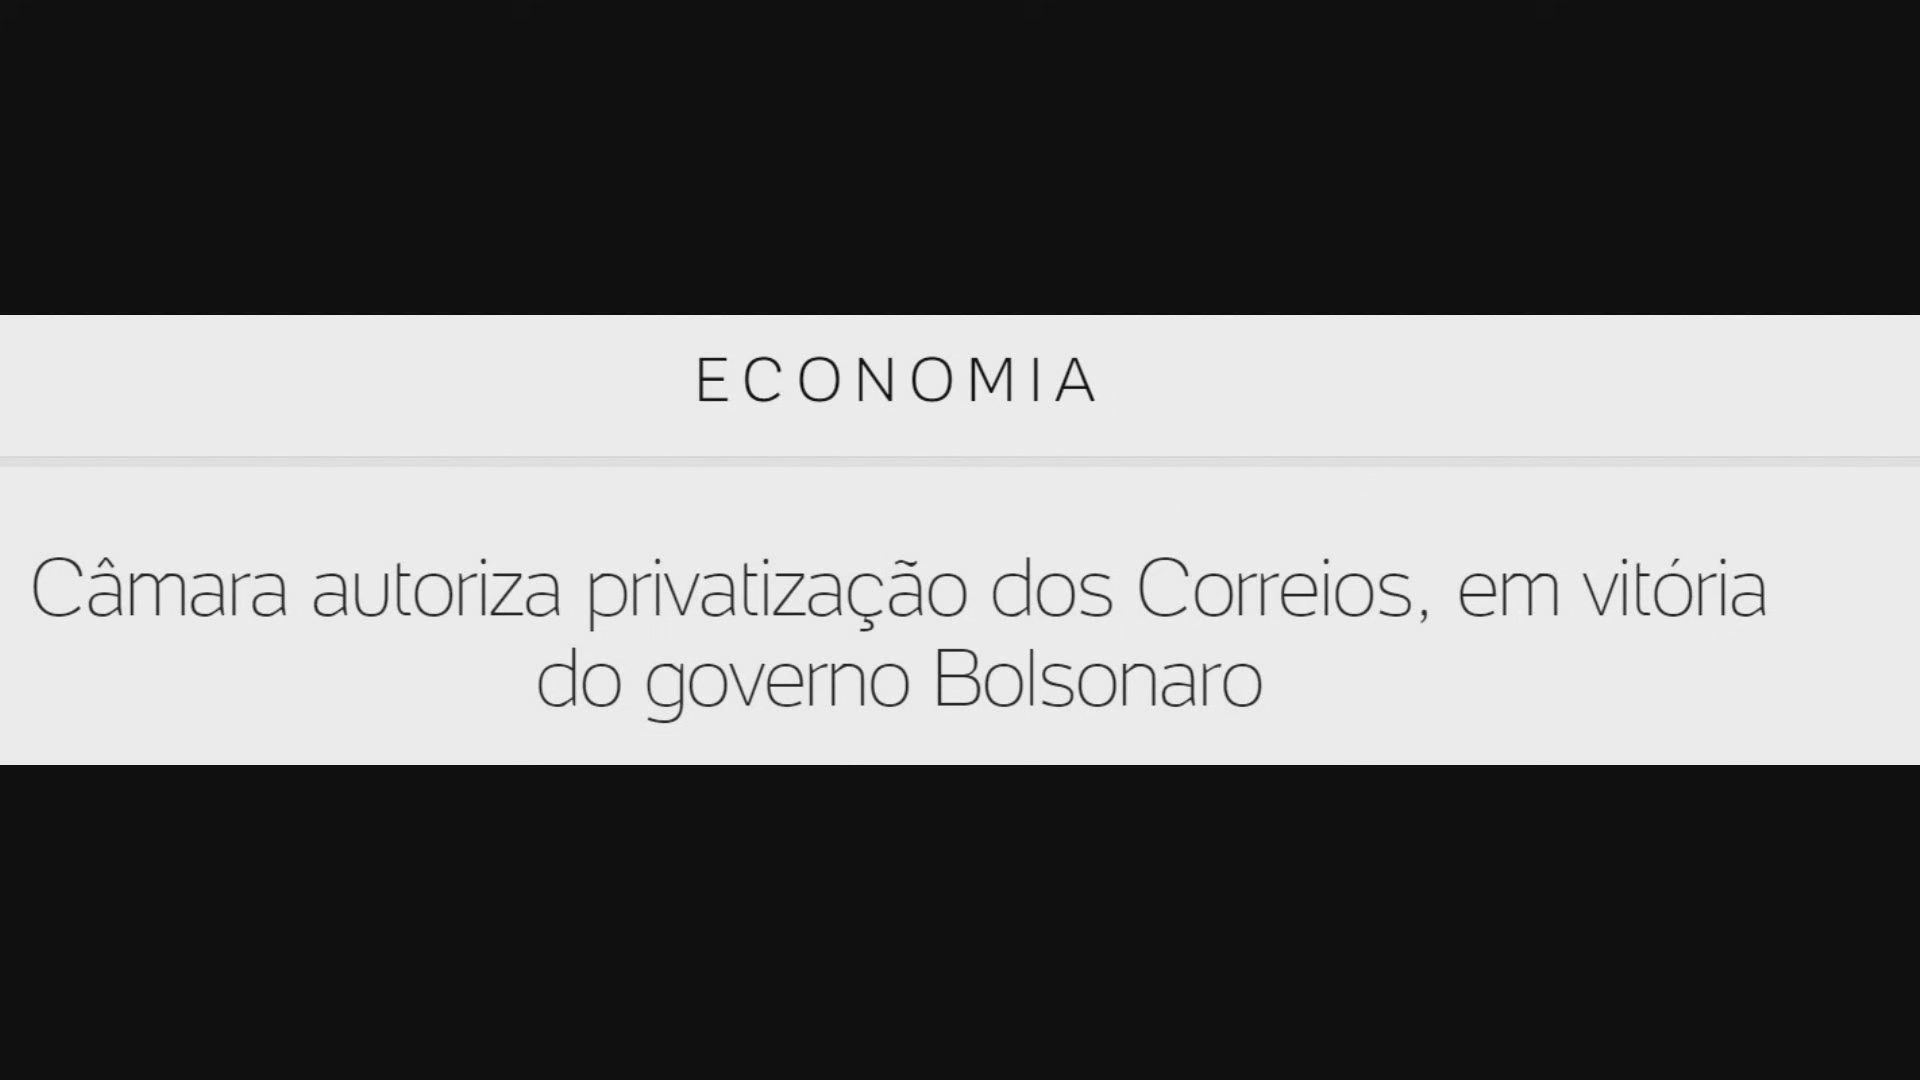 ECONOMIA
Câmara autoriza privatização dos Correios, em vitória
do governo Bolsonaro